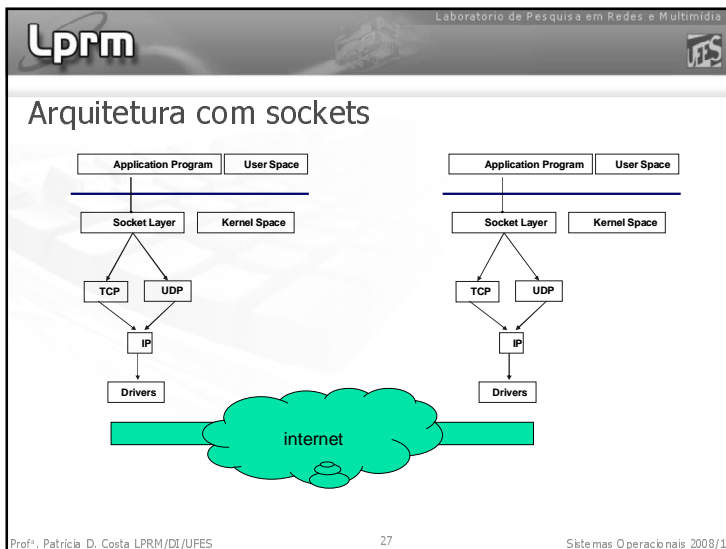 Laboratorio de Pesquisa em Redes e Multimídia
Lprm
UFES
Arquitetura com sockets
Application Program
User Space
Socket Layer
Kernel Space
TCP
UDP
IP
Drivers
Application Program
User Space
Socket Layer
Kernel Space
TCP
UDP
IP
Drivers
internet
Profª. Patrícia D. Costa LPRM/DI/UFES
27
Sistemas Operacionais 2008/1